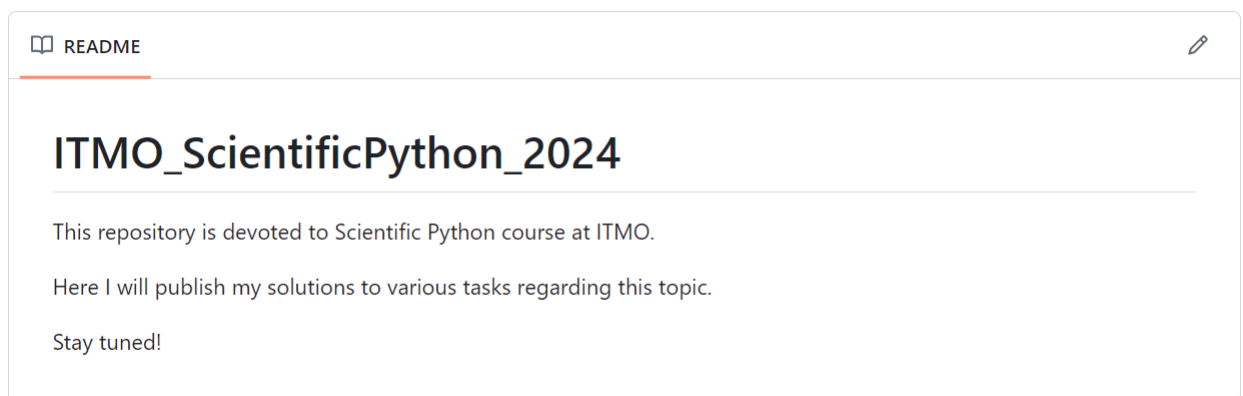 README
ITMO_ScientificPython_2024
This repository is devoted to Scientific Python course at ITMO.
Here I will publish my solutions to various tasks regarding this topic.
Stay tuned!